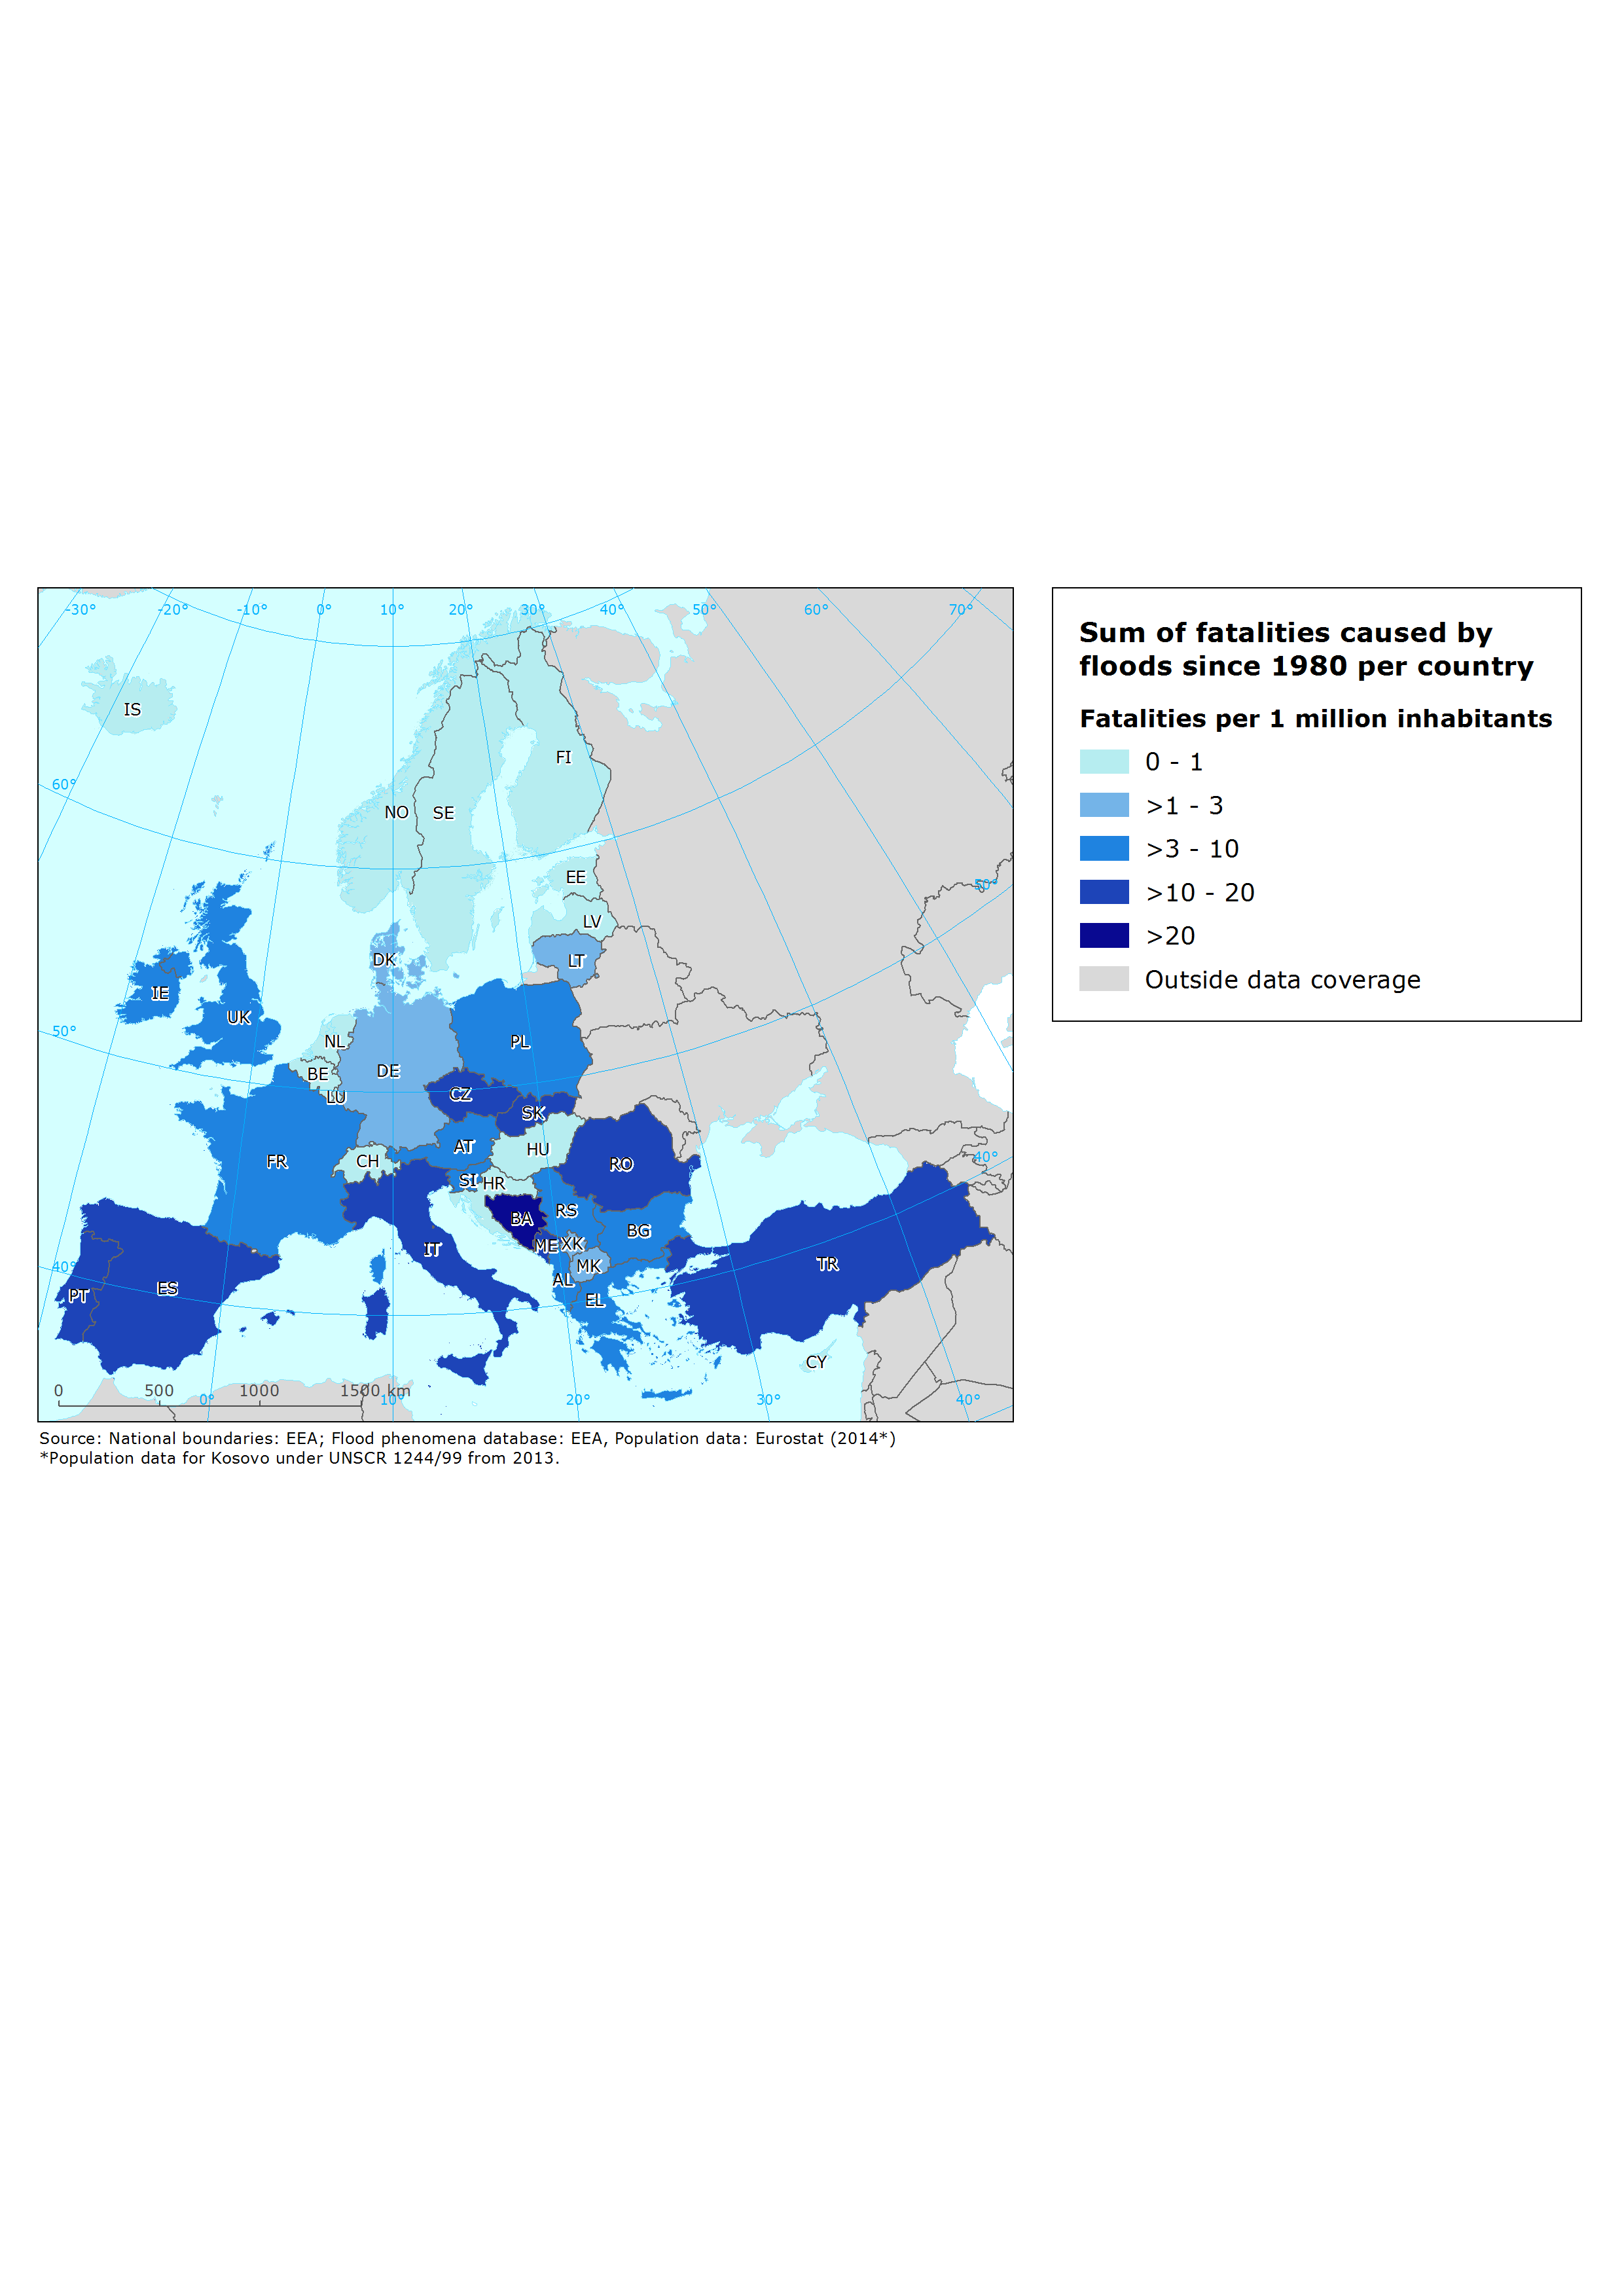 -30° -20° -10° 0° 10° 20° 30° 40° 50° 60° 70°
IS
FI
60°
NO SE
EE
50°
LV
DK LT
IE
UK
50°
NL PL
BE DE
CZ
LU
SK
AT HU
FR CH RO 40°
SI HR
RS
BA BG
ME XK
IT
40° MK TR
AL
ES
PT EL
CY
0 500 1000 1500 km
0° 10° 20° 30° 40°
Sum of fatalities caused by
floods since 1980 per country
Fatalities per 1 million inhabitants
0 - 1
>1 - 3
>3 - 10
>10 - 20
>20
Outside data coverage
Source: National boundaries: EEA; Flood phenomena database: EEA, Population data: Eurostat (2014*)
*Population data for Kosovo under UNSCR 1244/99 from 2013.